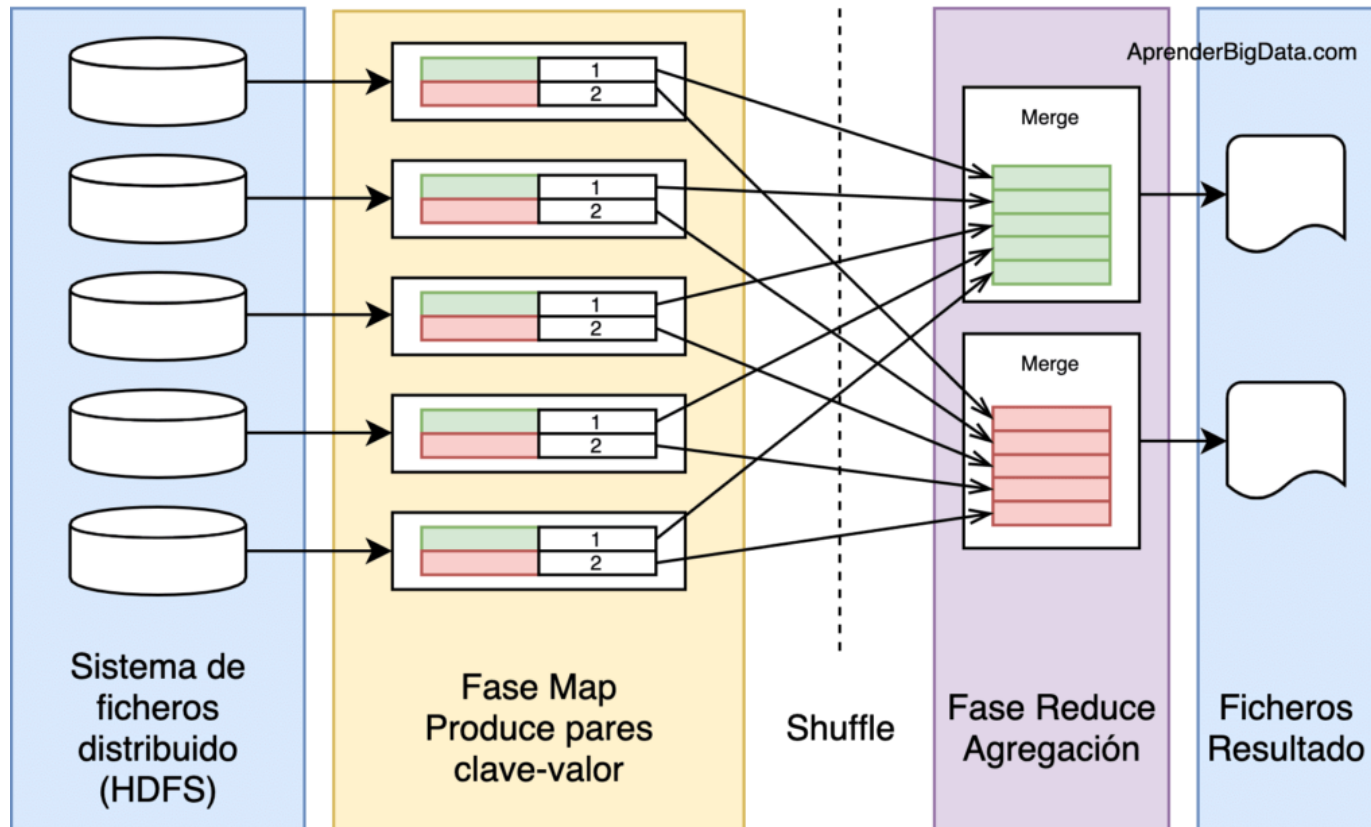 AprenderBigData.com
1
2
1
2
1
2
1
2
1
2
Merge
Merge
Sistema de
ficheros
distribuido
(HDFS)
Fase Map
Produce pares
clave-valor
Shuffle
Fase Reduce
Agregación
Ficheros
Resultado